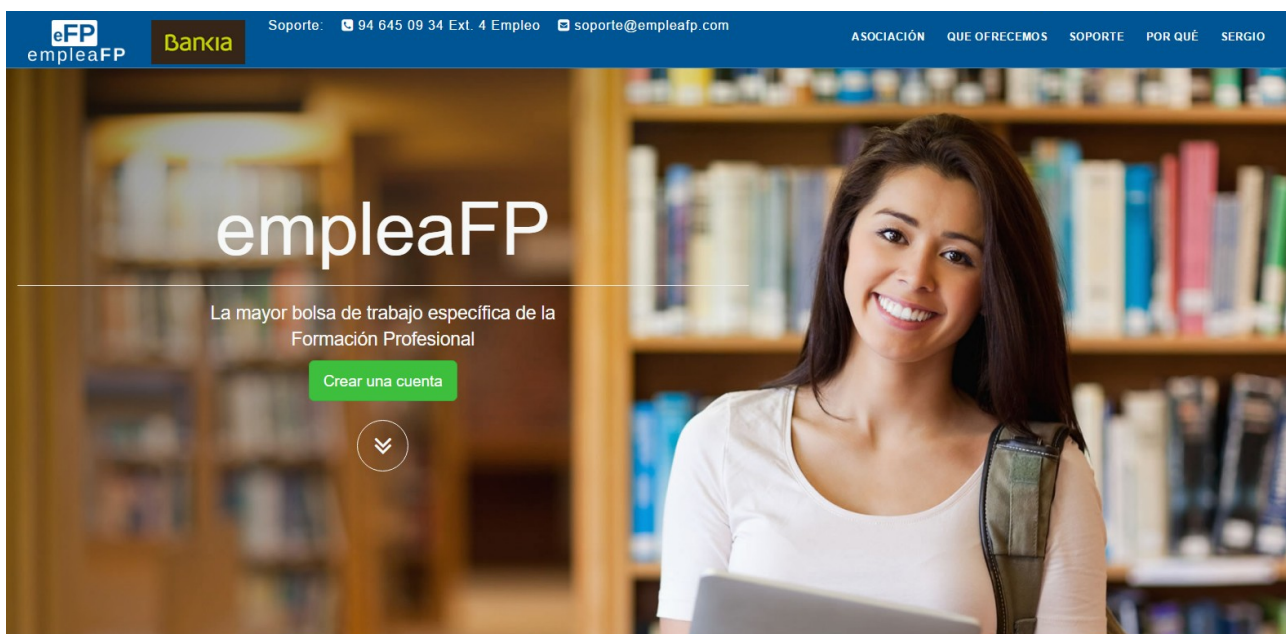 eFP
empleaFP
Bankia
Soporte: 94 645 09 34 Ext. 4 Empleo soporte@empleafp.com
ASOCIACIÓN QUE OFRECEMOS SOPORTE POR QUÉ SERGIO
empleaFP
La mayor bolsa de trabajo específica de la
Formación Profesional
Crear una cuenta